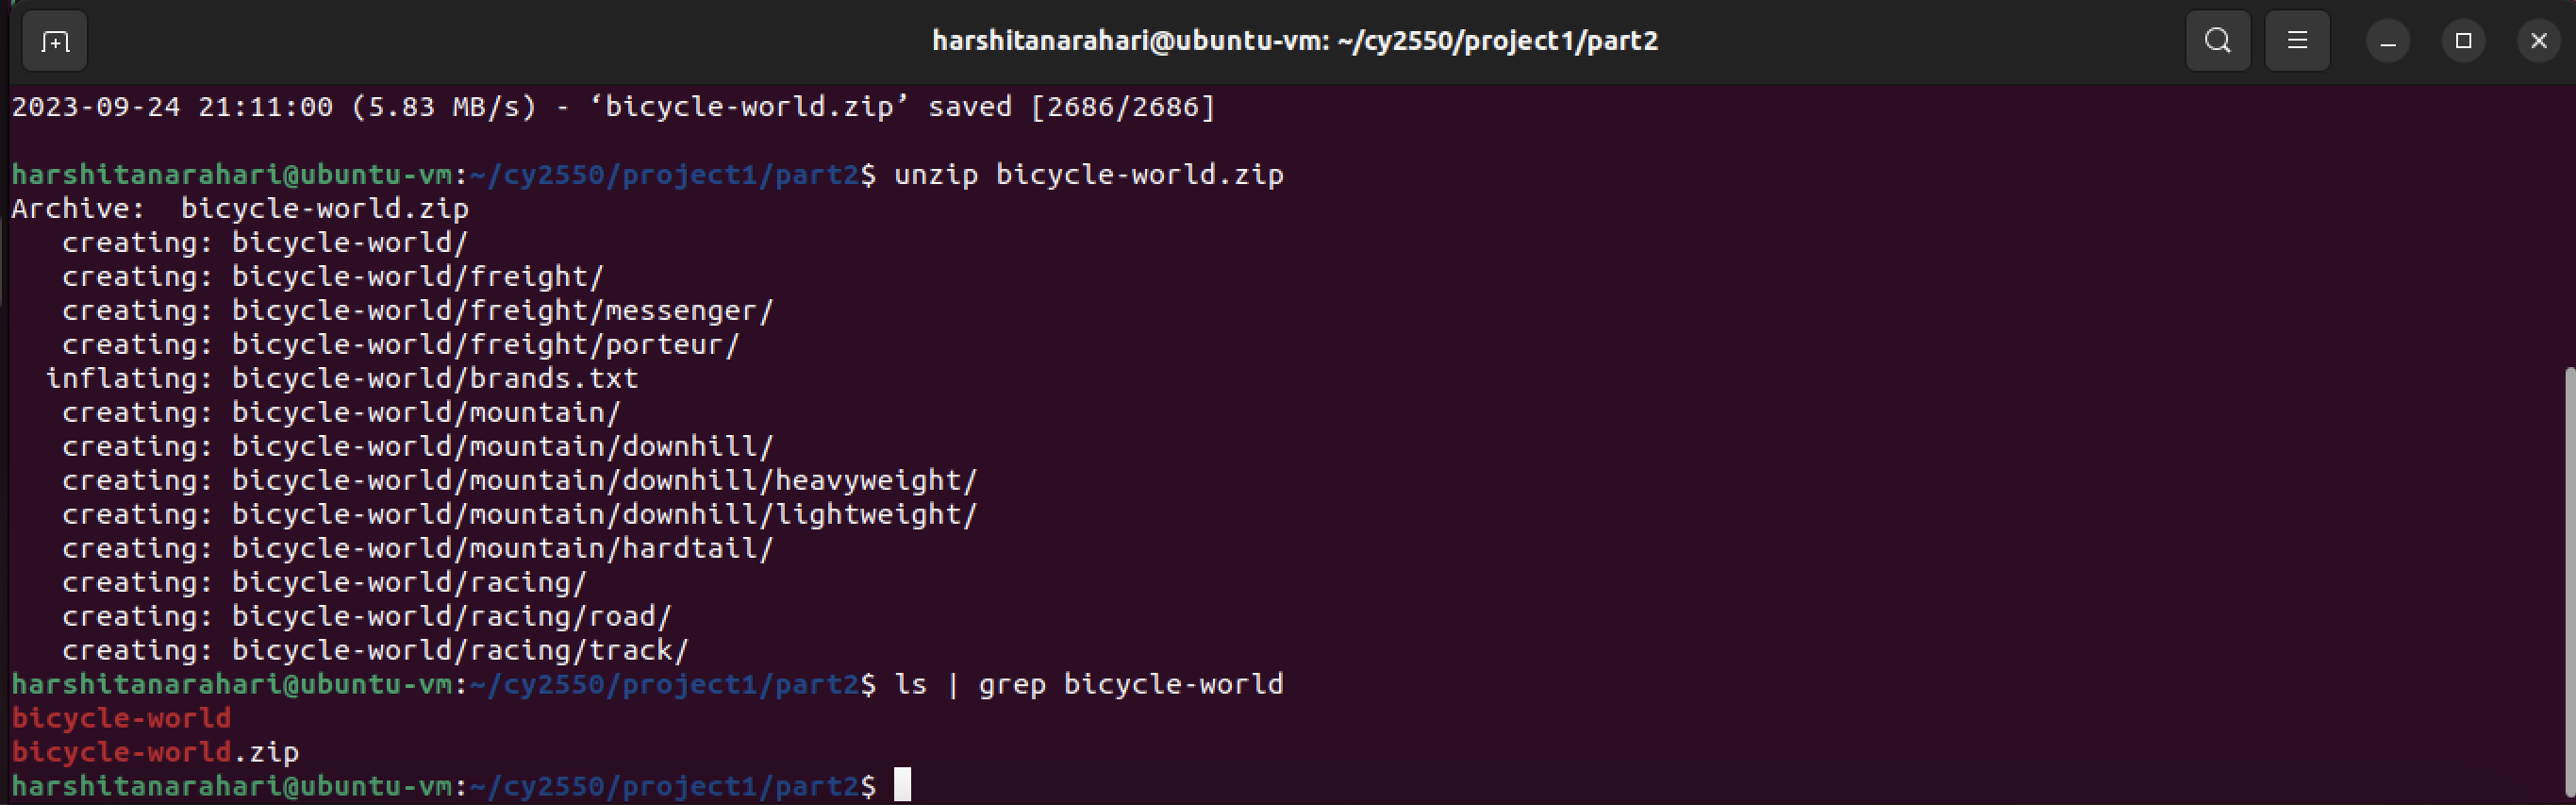 harshitanarahari@ubuntu-vm: ~/cy2550/project1/part2
2023-09-24 21:11:00 (5.83 MB/s) - ‘bicycle-world.zip’ saved [2686/2686]
harshitanarahari@ubuntu-vm:~/cy2550/project1/part2$ unzip bicycle-world.zip
Archive:  bicycle-world.zip
   creating: bicycle-world/
   creating: bicycle-world/freight/
   creating: bicycle-world/freight/messenger/
   creating: bicycle-world/freight/porteur/
  inflating: bicycle-world/brands.txt
   creating: bicycle-world/mountain/
   creating: bicycle-world/mountain/downhill/
   creating: bicycle-world/mountain/downhill/heavyweight/
   creating: bicycle-world/mountain/downhill/lightweight/
   creating: bicycle-world/mountain/hardtail/
   creating: bicycle-world/racing/
   creating: bicycle-world/racing/road/
   creating: bicycle-world/racing/track/
harshitanarahari@ubuntu-vm:~/cy2550/project1/part2$ ls | grep bicycle-world
bicycle-world
bicycle-world.zip
harshitanarahari@ubuntu-vm:~/cy2550/project1/part2$